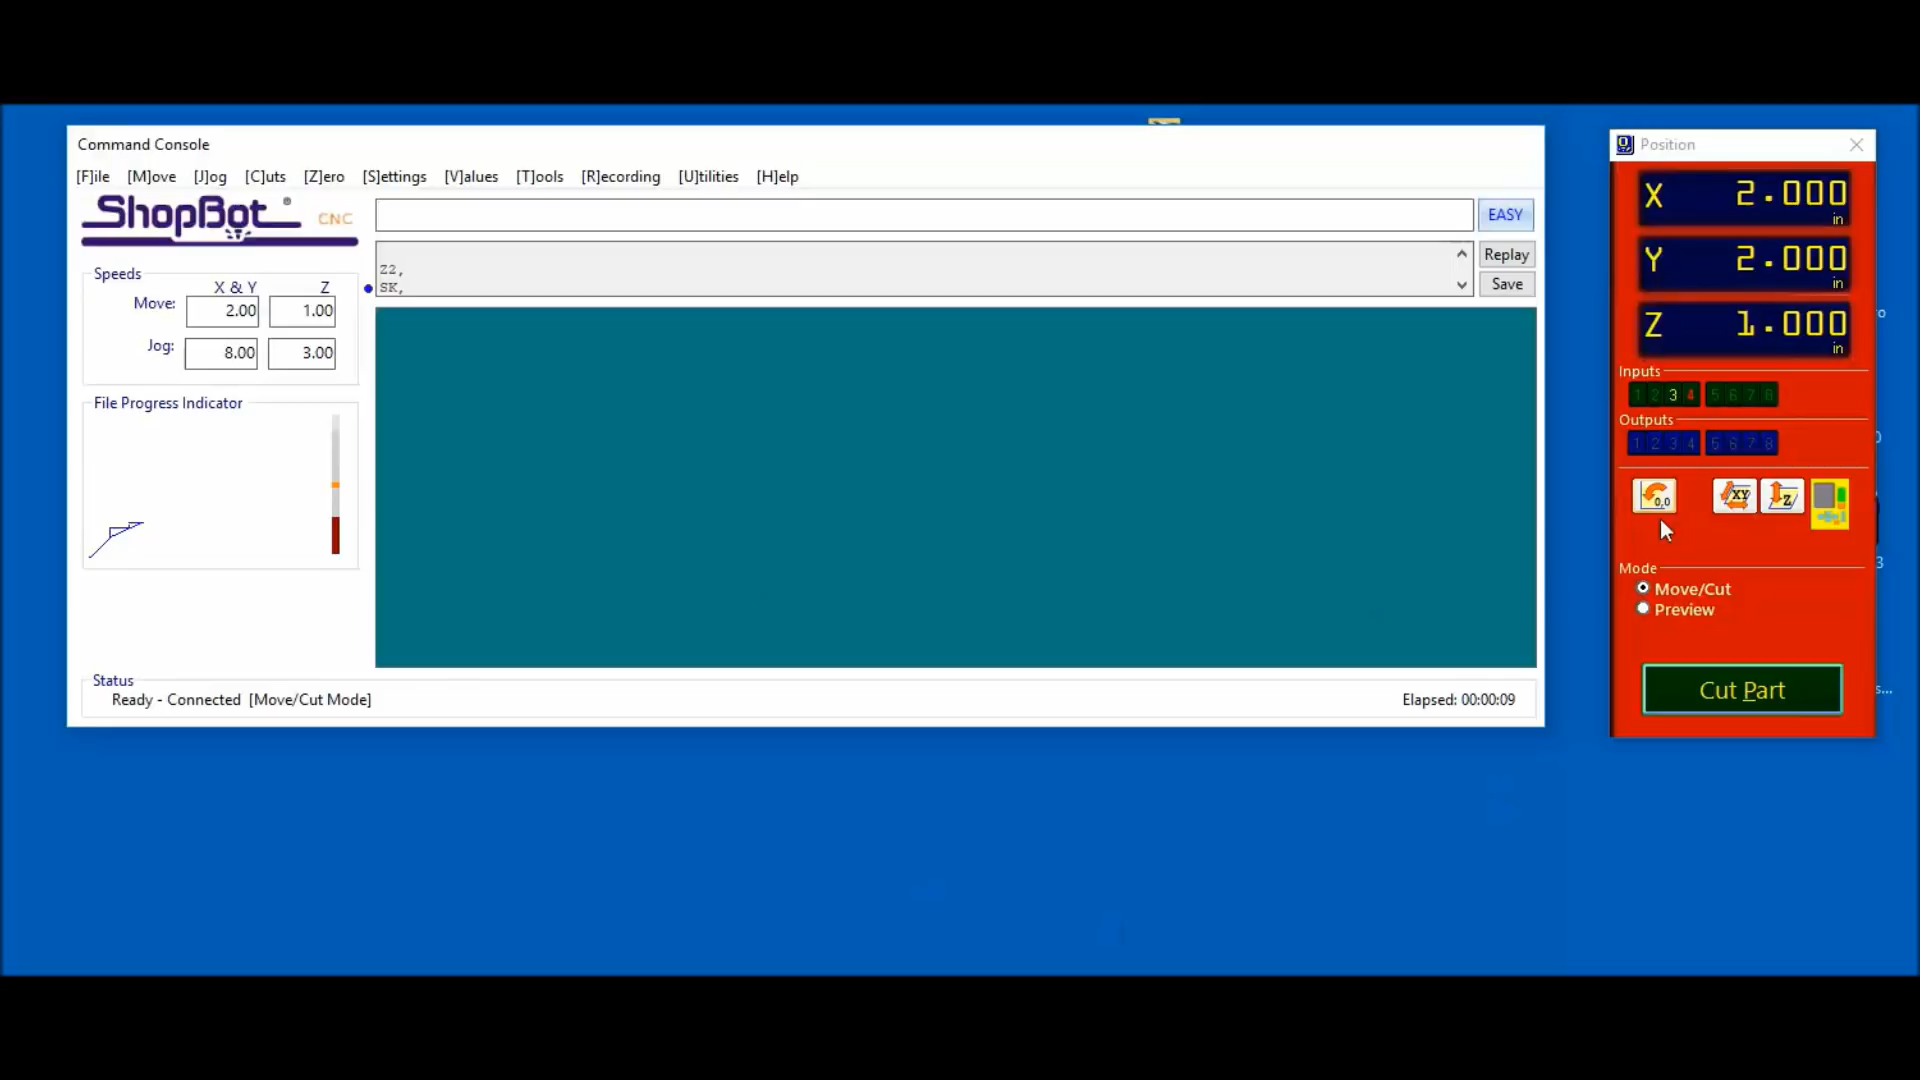 Command Console
[F]ile [M]ove [J]og [C]uts [Z]ero [S]ettings [V]alues [T]ools [R]ecording [U]tilities [H]elp
ShopBot ® CNC
EASY
Z2,
SK,
Replay
Save
Speeds
X & Y Z
Move: 2.00 1.00
Jog: 8.00 3.00
File Progress Indicator
Status
Ready - Connected [Move/Cut Mode]
Elapsed: 00:00:09
Position
X 2.000
in
Y 2.000
in
Z 1.000
in
Inputs
1 2 3 4 5 6 7 8
Outputs
1 2 3 4 5 6 7 8
0,0 XY Z
Mode
Move/Cut
Preview
Cut Part